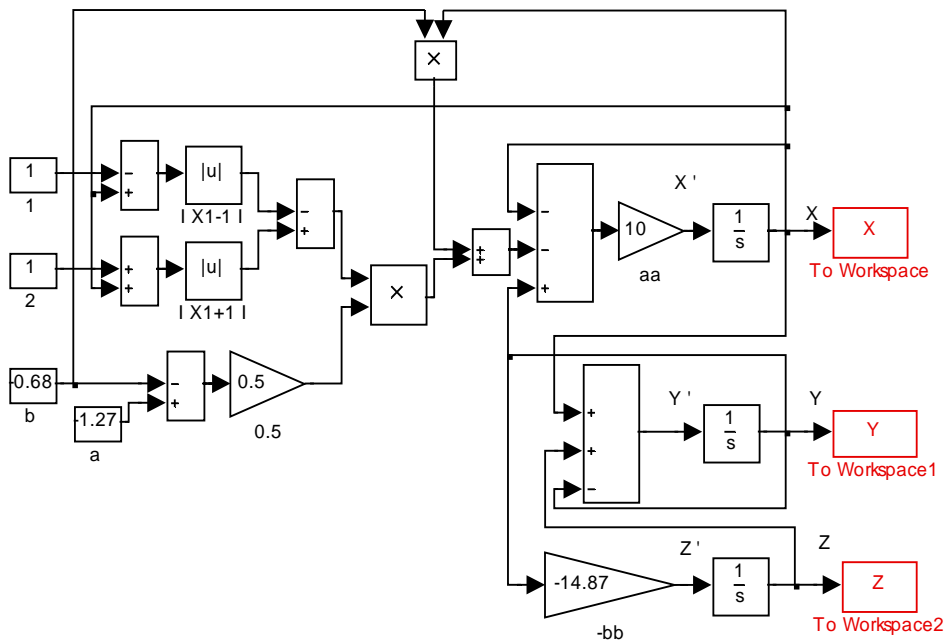 ×
1
1
−
+
|u|
I X1-1 I
−
+
1
2
+
+
|u|
I X1+1 I
×
+
+
−
−
+
10
aa
X '
1
s
X
X
To Workspace
-0.68
b
-1.27
a
−
+
0.5
0.5
+
+
−
Y '
1
s
Y
Y
To Workspace1
-14.87
-bb
Z '
1
s
Z
Z
To Workspace2